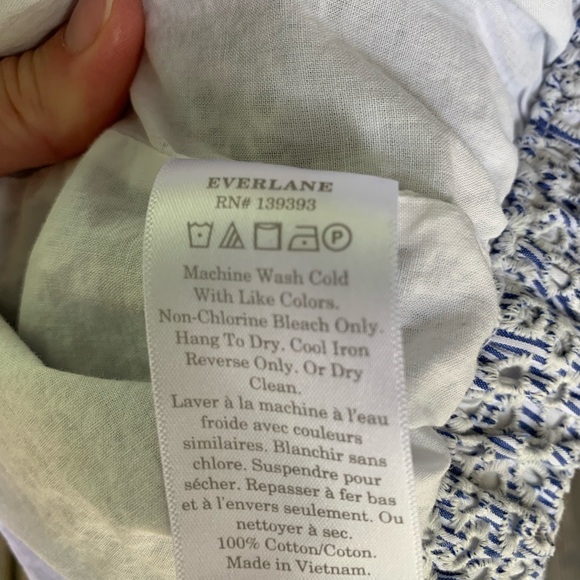 EVERLANE
RN# 139393
P
Machine Wash Cold
With Like Colors.
Non-Chlorine Bleach Only.
Hang To Dry. Cool Iron
Reverse Only. Or Dry
Clean.
Laver à la machine à l'eau
froide avec couleurs
similaires. Blanchir sans
chlore. Suspendre pour
sécher. Repasser à fer bas
et à l'envers seulement. Ou
nettoyer à sec.
100% Cotton/Coton.
Made in Vietnam.